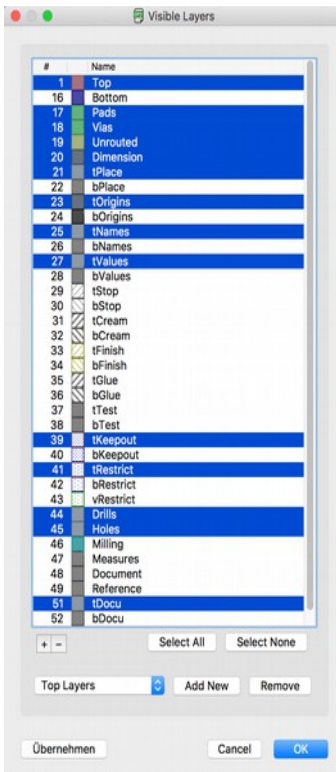 Visible Layers
# Name
1 Top
16 Bottom
17 Pads
18 Vias
19 Unrouted
20 Dimension
21 tPlace
22 bPlace
23 tOrigins
24 bOrigins
25 tNames
26 bNames
27 tValues
28 bValues
29 tStop
30 bStop
31 tCream
32 bCream
33 tFinish
34 bFinish
35 tGlue
36 bGlue
37 tTest
38 bTest
39 tKeepout
40 bKeepout
41 tRestrict
42 bRestrict
43 vRestrict
44 Drills
45 Holes
46 Milling
47 Measures
48 Document
49 Reference
51 tDocu
52 bDocu
+ - Select All Select None
Top Layers Add New Remove
Übernehmen Cancel OK